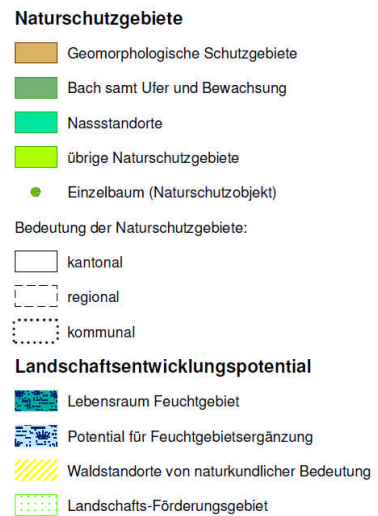 Naturschutzgebiete
Geomorphologische Schutzgebiete
Bach samt Ufer und Bewachsung
Nassstandorte
übrige Naturschutzgebiete
Einzelbaum (Naturschutzobjekt)
Bedeutung der Naturschutzgebiete:
kantonal
regional
kommunal
Landschaftsentwicklungspotential
Lebensraum Feuchtgebiet
Potential für Feuchtgebietsergänzung
Waldstandorte von naturkundlicher Bedeutung
Landschafts-Förderungsgebiet